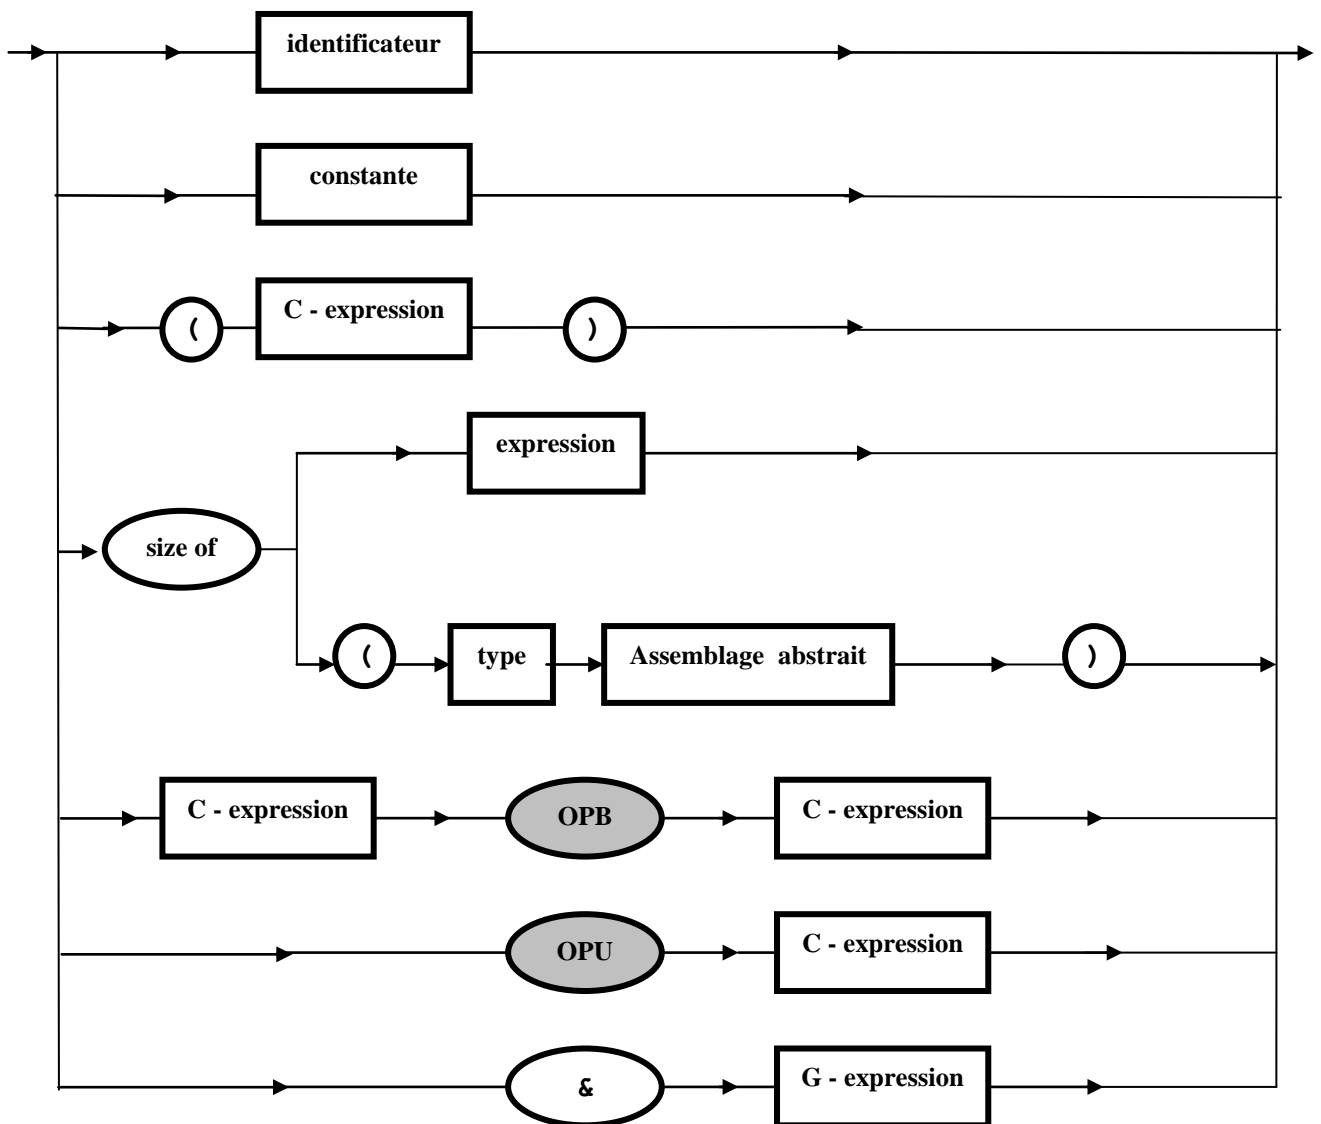 identificateur
constante
( C - expression )
expression
size of
( type Assemblage abstrait )
C - expression OPB C - expression
OPU C - expression
& G - expression